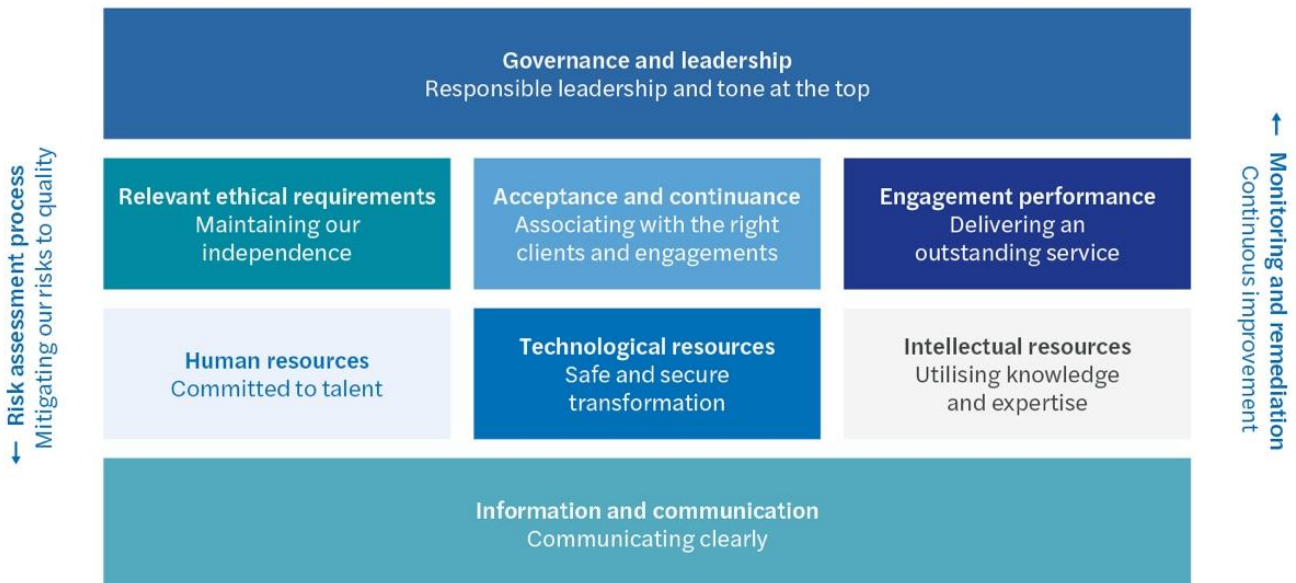 Governance and leadership
Responsible leadership and tone at the top
← Risk assessment process
Mitigating our risks to quality
Relevant ethical requirements
Maintaining our
independence
Acceptance and continuance
Associating with the right
clients and engagements
Engagement performance
Delivering an
outstanding service
Human resources
Committed to talent
Technological resources
Safe and secure
transformation
Intellectual resources
Utilising knowledge
and expertise
← Monitoring and remediation
Continuous improvement
Information and communication
Communicating clearly